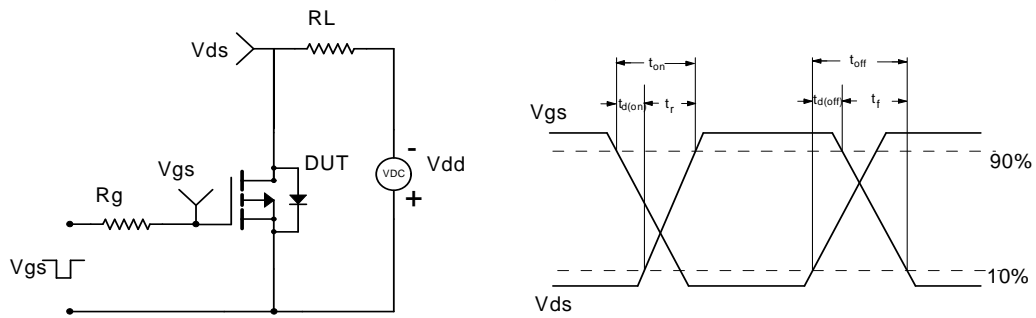 RL
Vds
Vgs
DUT
-
VDC
Vdd
+
Rg
Vgs
ton
toff
td(on)
tr
td(off)
tf
Vgs
90%
10%
Vds